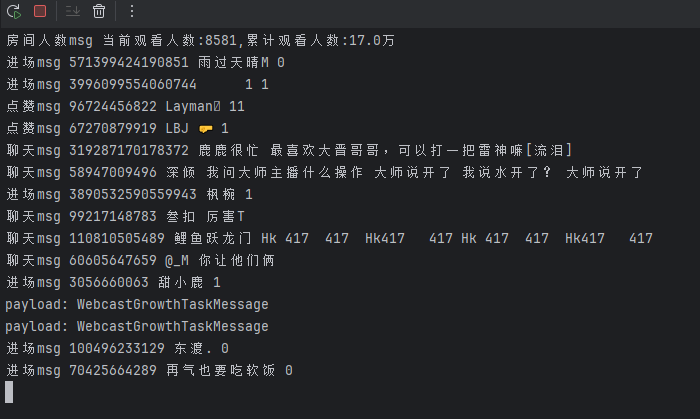 房间人数msg 当前观看人数:8581,累计观看人数:17.0万
进场msg 571399424190851 雨过天晴M 0
进场msg 3996099554060744      1 1
点赞msg 96724456822 Layman 11
点赞msg 67270879919 LBJ 🤛 1
聊天msg 319287170178372 鹿鹿很忙 最喜欢大晋哥哥，可以打一把雷神嘛[流泪]
聊天msg 58947009496 深倾 我问大师主播什么操作 大师说开了 我说水开了？ 大师说开了
进场msg 3890532590559943 枫椀 1
聊天msg 99217148783 叁扣 厉害T
聊天msg 110810505489 鲤鱼跃龙门 Hk 417  417  Hk417   417 Hk 417  417  Hk417   417
聊天msg 60605647659 @_M 你让他们俩
进场msg 3056660063 甜小鹿 1
payload: WebcastGrowthTaskMessage
payload: WebcastGrowthTaskMessage
进场msg 100496233129 东渡. 0
进场msg 70425664289 再气也要吃软饭 0